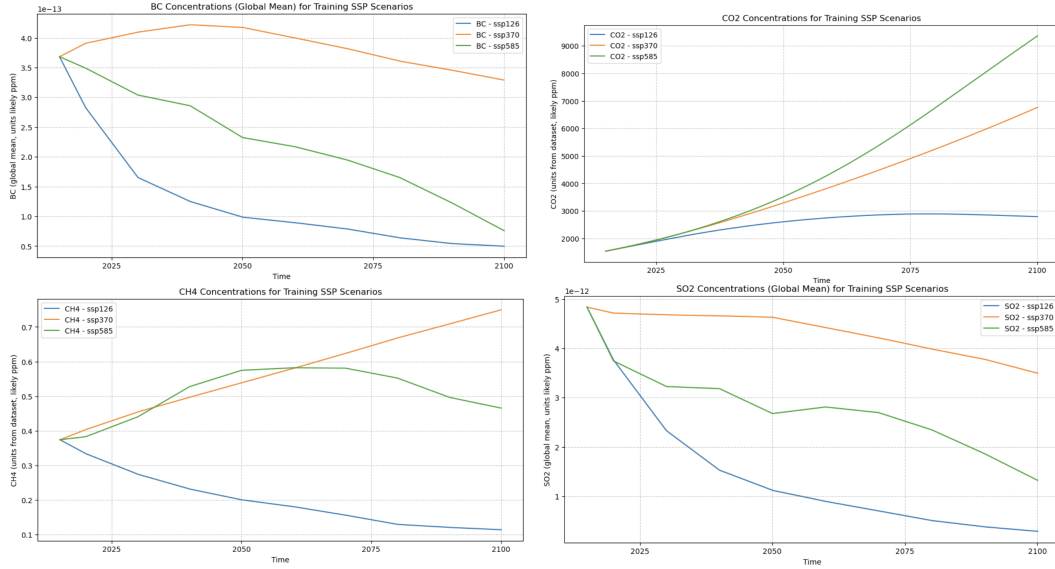 BC Concentrations (Global Mean) for Training SSP Scenarios
1e−13
BC - ssp126
BC - ssp370
BC - ssp585
4.0
3.5
3.0
2.5
2.0
1.5
1.0
0.5
BC (global mean, units likely ppm)
2025
2050
2075
2100
Time
CO2 Concentrations for Training SSP Scenarios
CO2 - ssp126
CO2 - ssp370
CO2 - ssp585
9000
8000
7000
6000
5000
4000
3000
2000
CO2 (units from dataset, likely ppm)
2025
2050
2075
2100
Time
CH4 Concentrations for Training SSP Scenarios
CH4 - ssp126
CH4 - ssp370
CH4 - ssp585
0.7
0.6
0.5
0.4
0.3
0.2
0.1
CH4 (units from dataset, likely ppm)
2025
2050
2075
2100
Time
SO2 Concentrations (Global Mean) for Training SSP Scenarios
1e−12
SO2 - ssp126
SO2 - ssp370
SO2 - ssp585
5
4
3
2
1
SO2 (global mean, units likely ppm)
2025
2050
2075
2100
Time